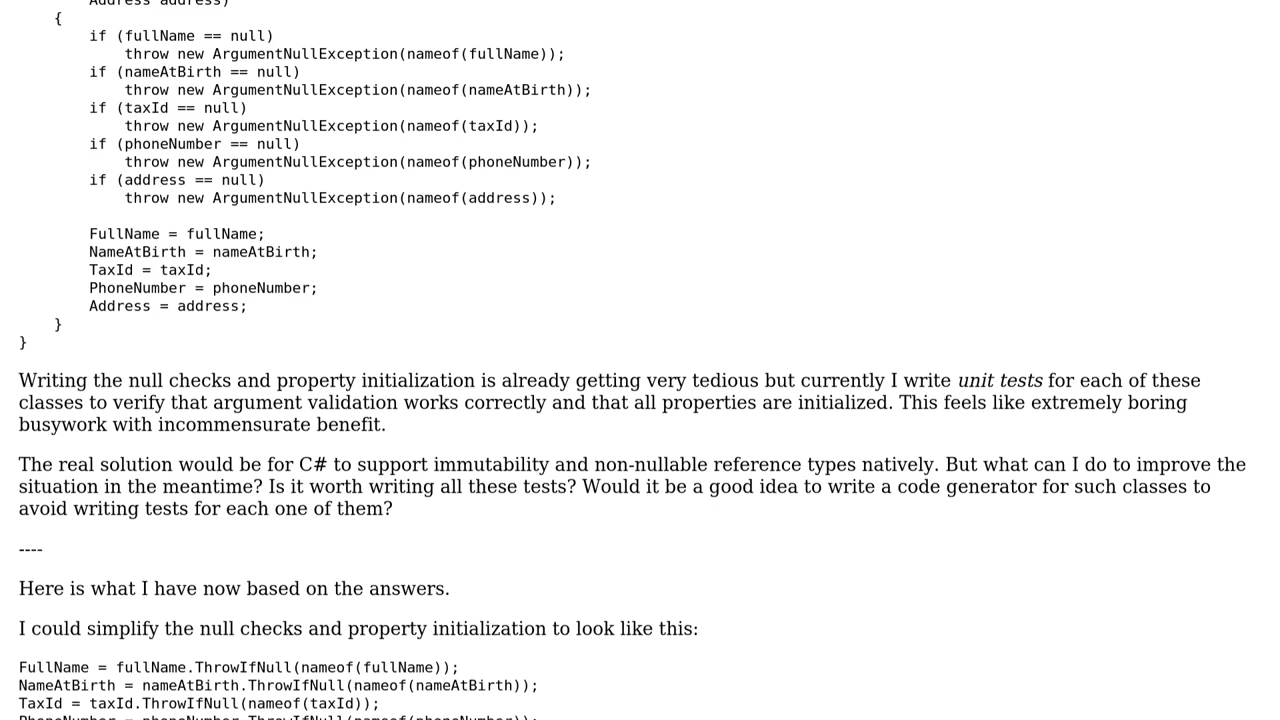 Address address)
    {
        if (fullName == null)
            throw new ArgumentNullException(nameof(fullName));
        if (nameAtBirth == null)
            throw new ArgumentNullException(nameof(nameAtBirth));
        if (taxId == null)
            throw new ArgumentNullException(nameof(taxId));
        if (phoneNumber == null)
            throw new ArgumentNullException(nameof(phoneNumber));
        if (address == null)
            throw new ArgumentNullException(nameof(address));

        FullName = fullName;
        NameAtBirth = nameAtBirth;
        TaxId = taxId;
        PhoneNumber = phoneNumber;
        Address = address;
    }
}
Writing the null checks and property initialization is already getting very tedious but currently I write unit tests for each of these
classes to verify that argument validation works correctly and that all properties are initialized. This feels like extremely boring
busywork with incommensurate benefit.
The real solution would be for C# to support immutability and non-nullable reference types natively. But what can I do to improve the
situation in the meantime? Is it worth writing all these tests? Would it be a good idea to write a code generator for such classes to
avoid writing tests for each one of them?
----
Here is what I have now based on the answers.
I could simplify the null checks and property initialization to look like this:
FullName = fullName.ThrowIfNull(nameof(fullName));
NameAtBirth = nameAtBirth.ThrowIfNull(nameof(nameAtBirth));
TaxId = taxId.ThrowIfNull(nameof(taxId));
PhoneNumber = phoneNumber.ThrowIfNull(nameof(phoneNumber));